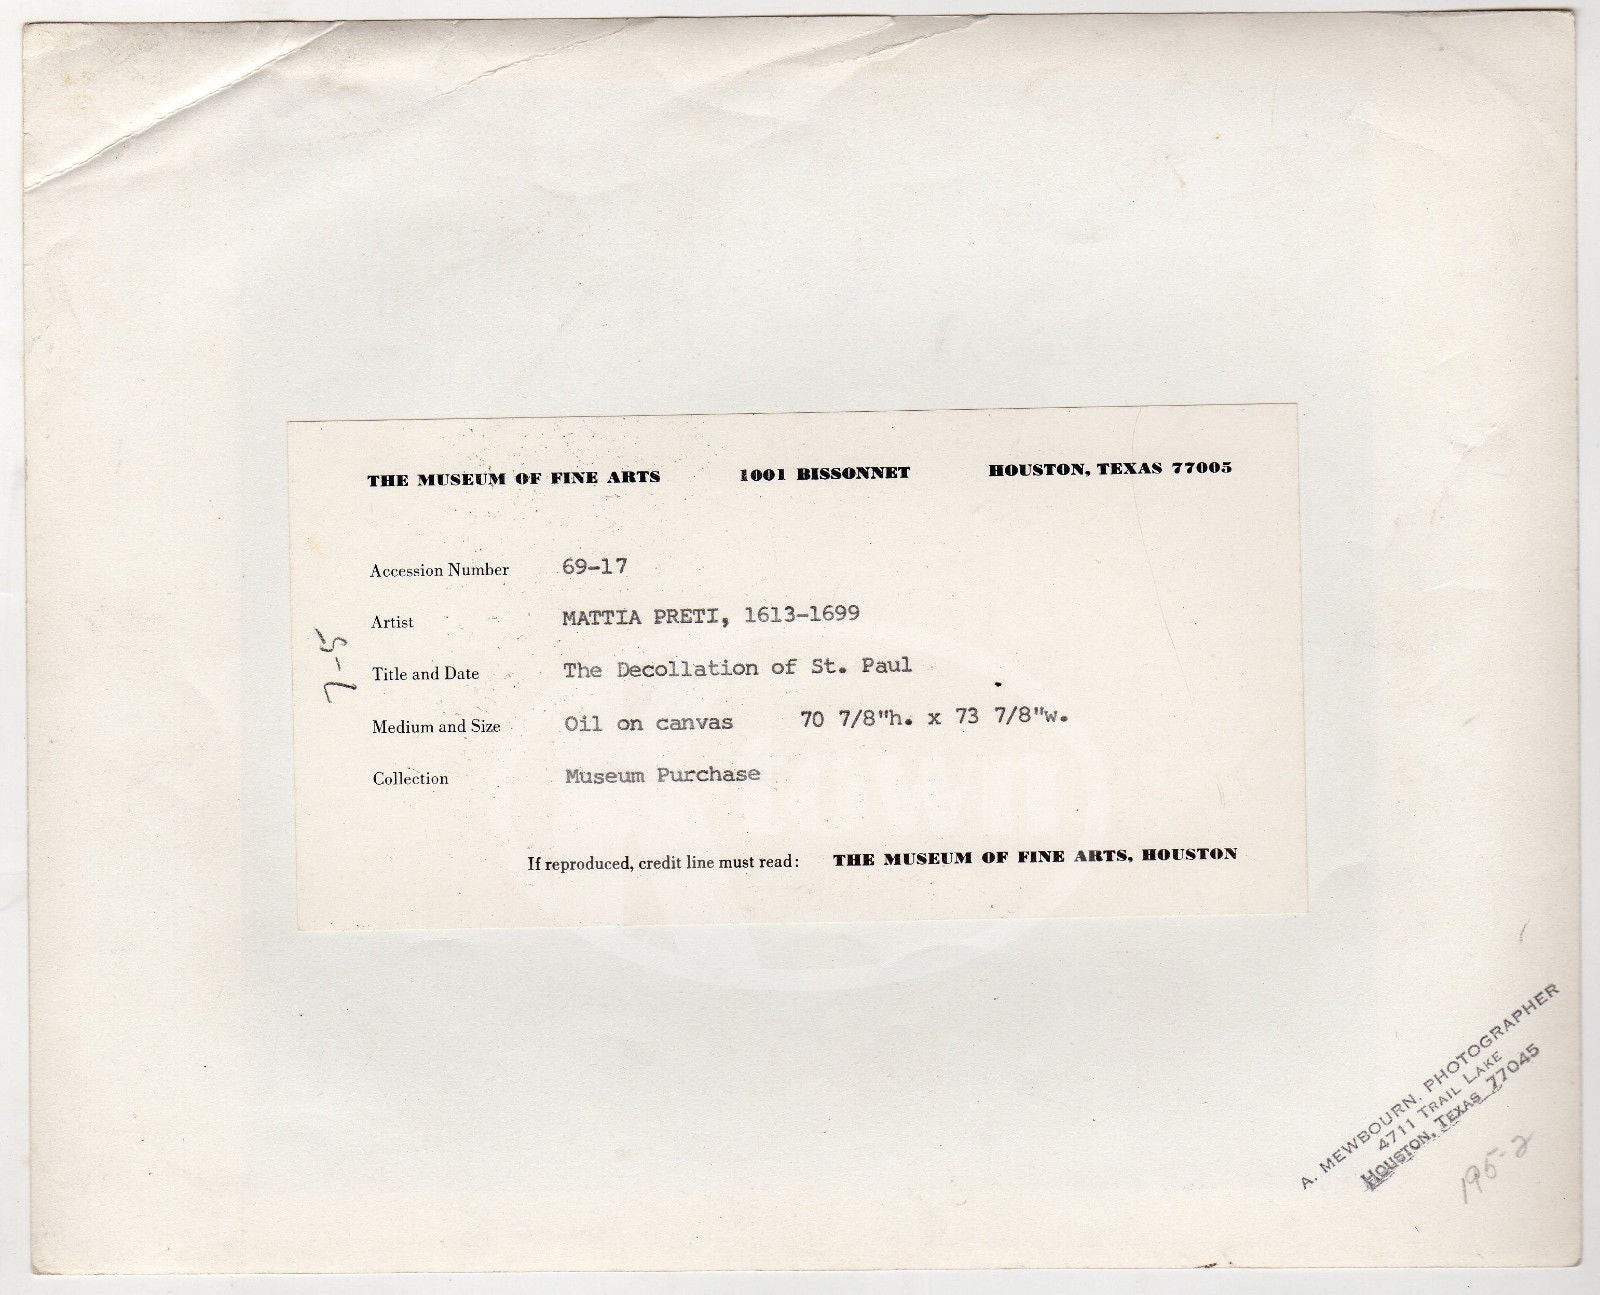 THE MUSEUM OF FINE ARTS 1001 BISSONNET HOUSTON, TEXAS 77005
Accession Number 69-17
Artist MATTIA PRETI, 1613-1699
Title and Date The Decollation of St. Paul
Medium and Size Oil on canvas 70 7/8"h. x 73 7/8"w.
Collection Museum Purchase
If reproduced, credit line must read: THE MUSEUM OF FINE ARTS, HOUSTON
7-5
A. MEWBOURN, PHOTOGRAPHER
4711 TRAIL LAKE
HOUSTON, TEXAS 77045
195-2